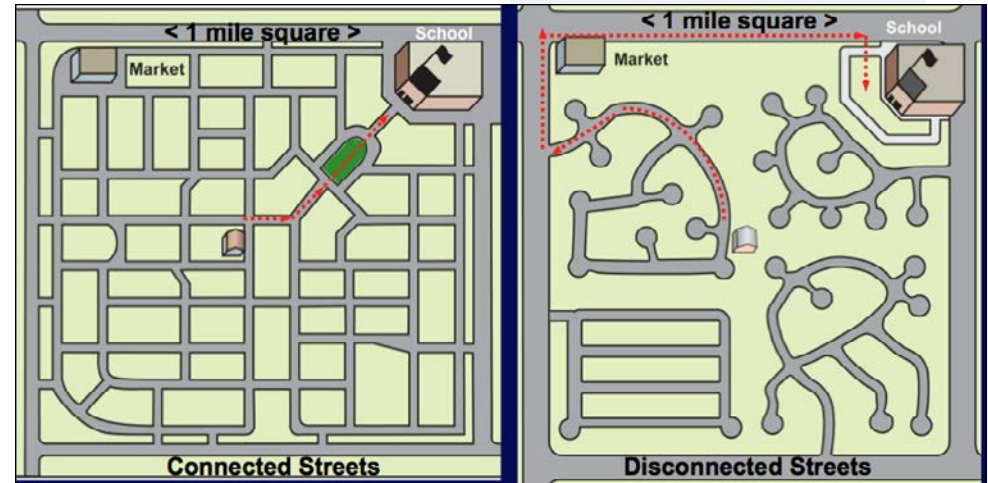 < 1 mile square >
School
Market
Connected Streets
< 1 mile square >
School
Market
Disconnected Streets